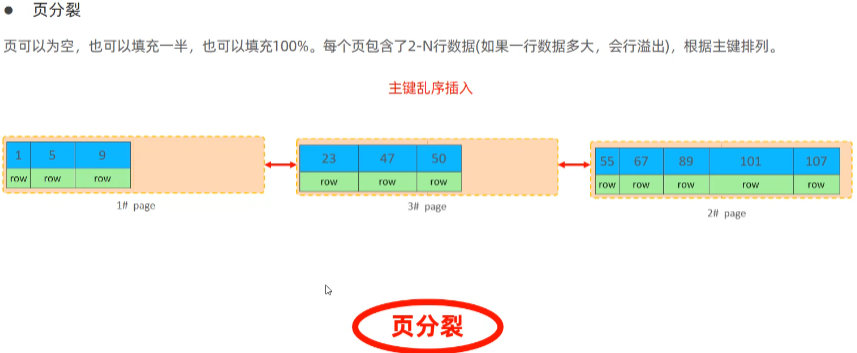 ● 页分裂
页可以为空，也可以填充一半，也可以填充100%。每个页包含了2-N行数据(如果一行数据多大，会行溢出)，根据主键排列。
主键乱序插入
1 5 9 23 47 50 55 67 89 101 107
row row row row row row row row row row row
1# page 3# page 2# page
页分裂